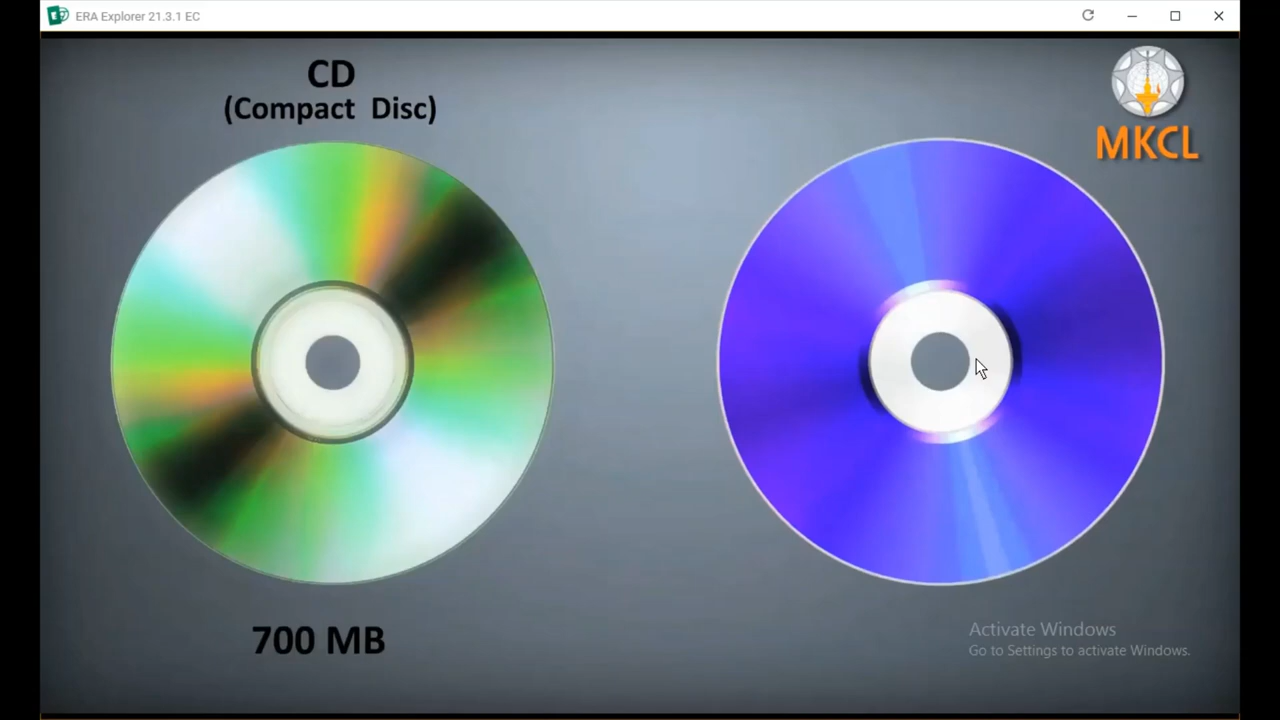 ERA Explorer 21.3.1 EC
CD
(Compact Disc)
MKCL
700 MB
Activate Windows
Go to Settings to activate Windows.